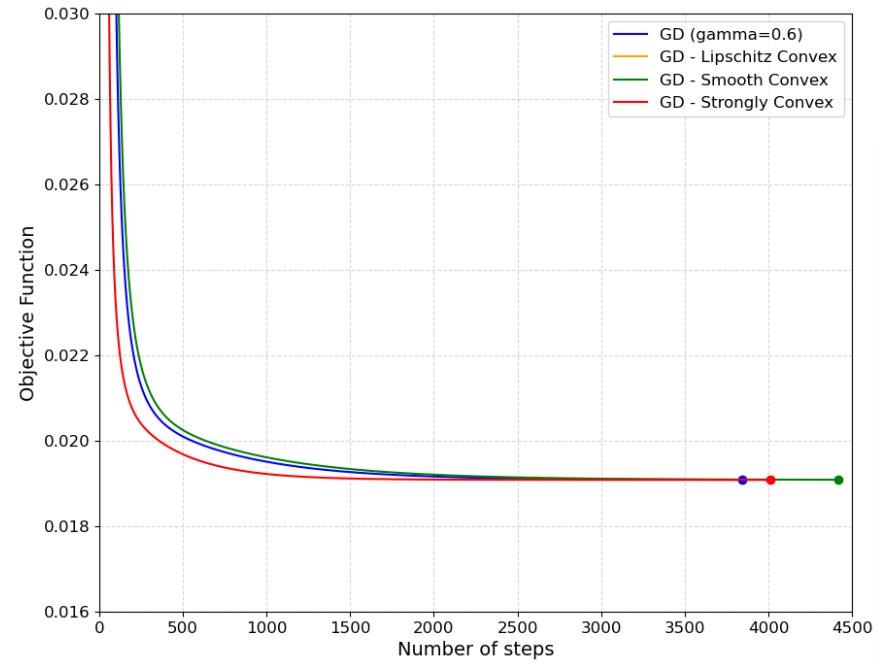 0.030
0.028
0.026
0.024
0.022
0.020
0.018
0.016
Objective Function
GD (gamma=0.6)
GD - Lipschitz Convex
GD - Smooth Convex
GD - Strongly Convex
0 500 1000 1500 2000 2500 3000 3500 4000 4500
Number of steps